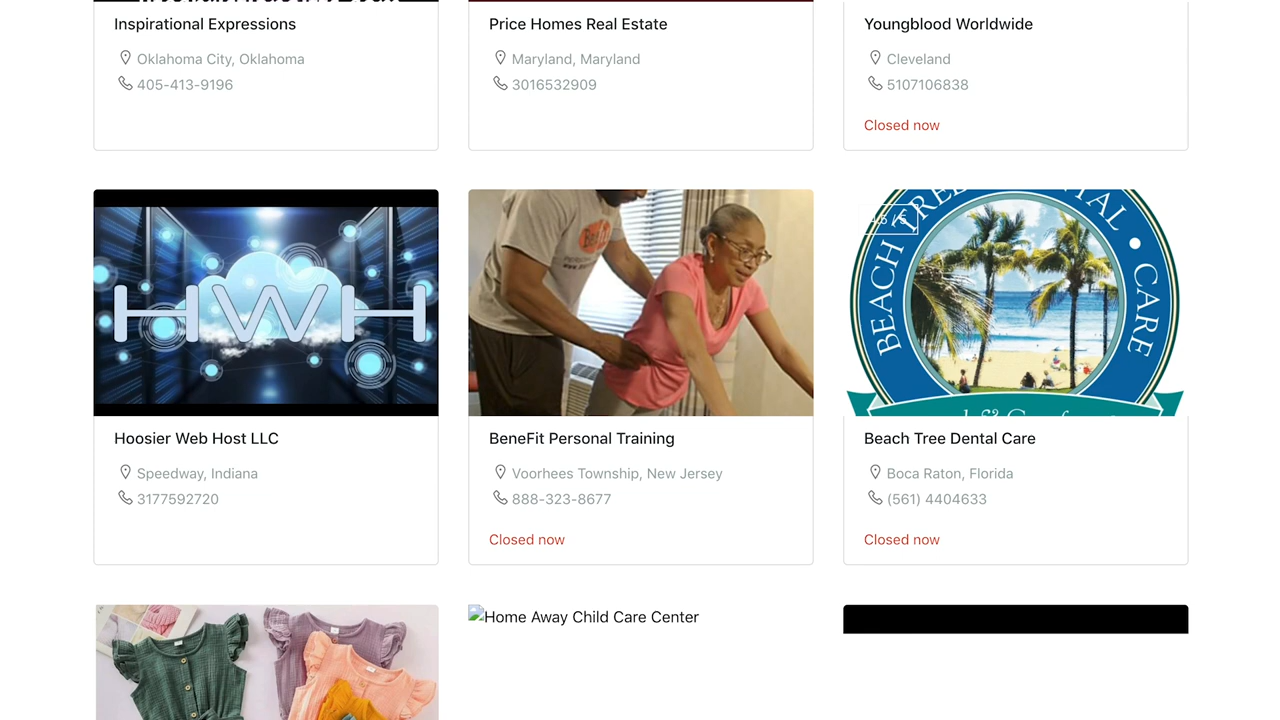 Inspirational Expressions
Oklahoma City, Oklahoma
405-413-9196
Price Homes Real Estate
Maryland, Maryland
3016532909
Youngblood Worldwide
Cleveland
5107106838
Closed now
HWH
Hoosier Web Host LLC
Speedway, Indiana
3177592720
BeneFit Personal Training
Voorhees Township, New Jersey
888-323-8677
Closed now
BEACH TREE DENTAL • CARE
Beach Tree Dental Care
Boca Raton, Florida
(561) 4404633
Closed now
Home Away Child Care Center